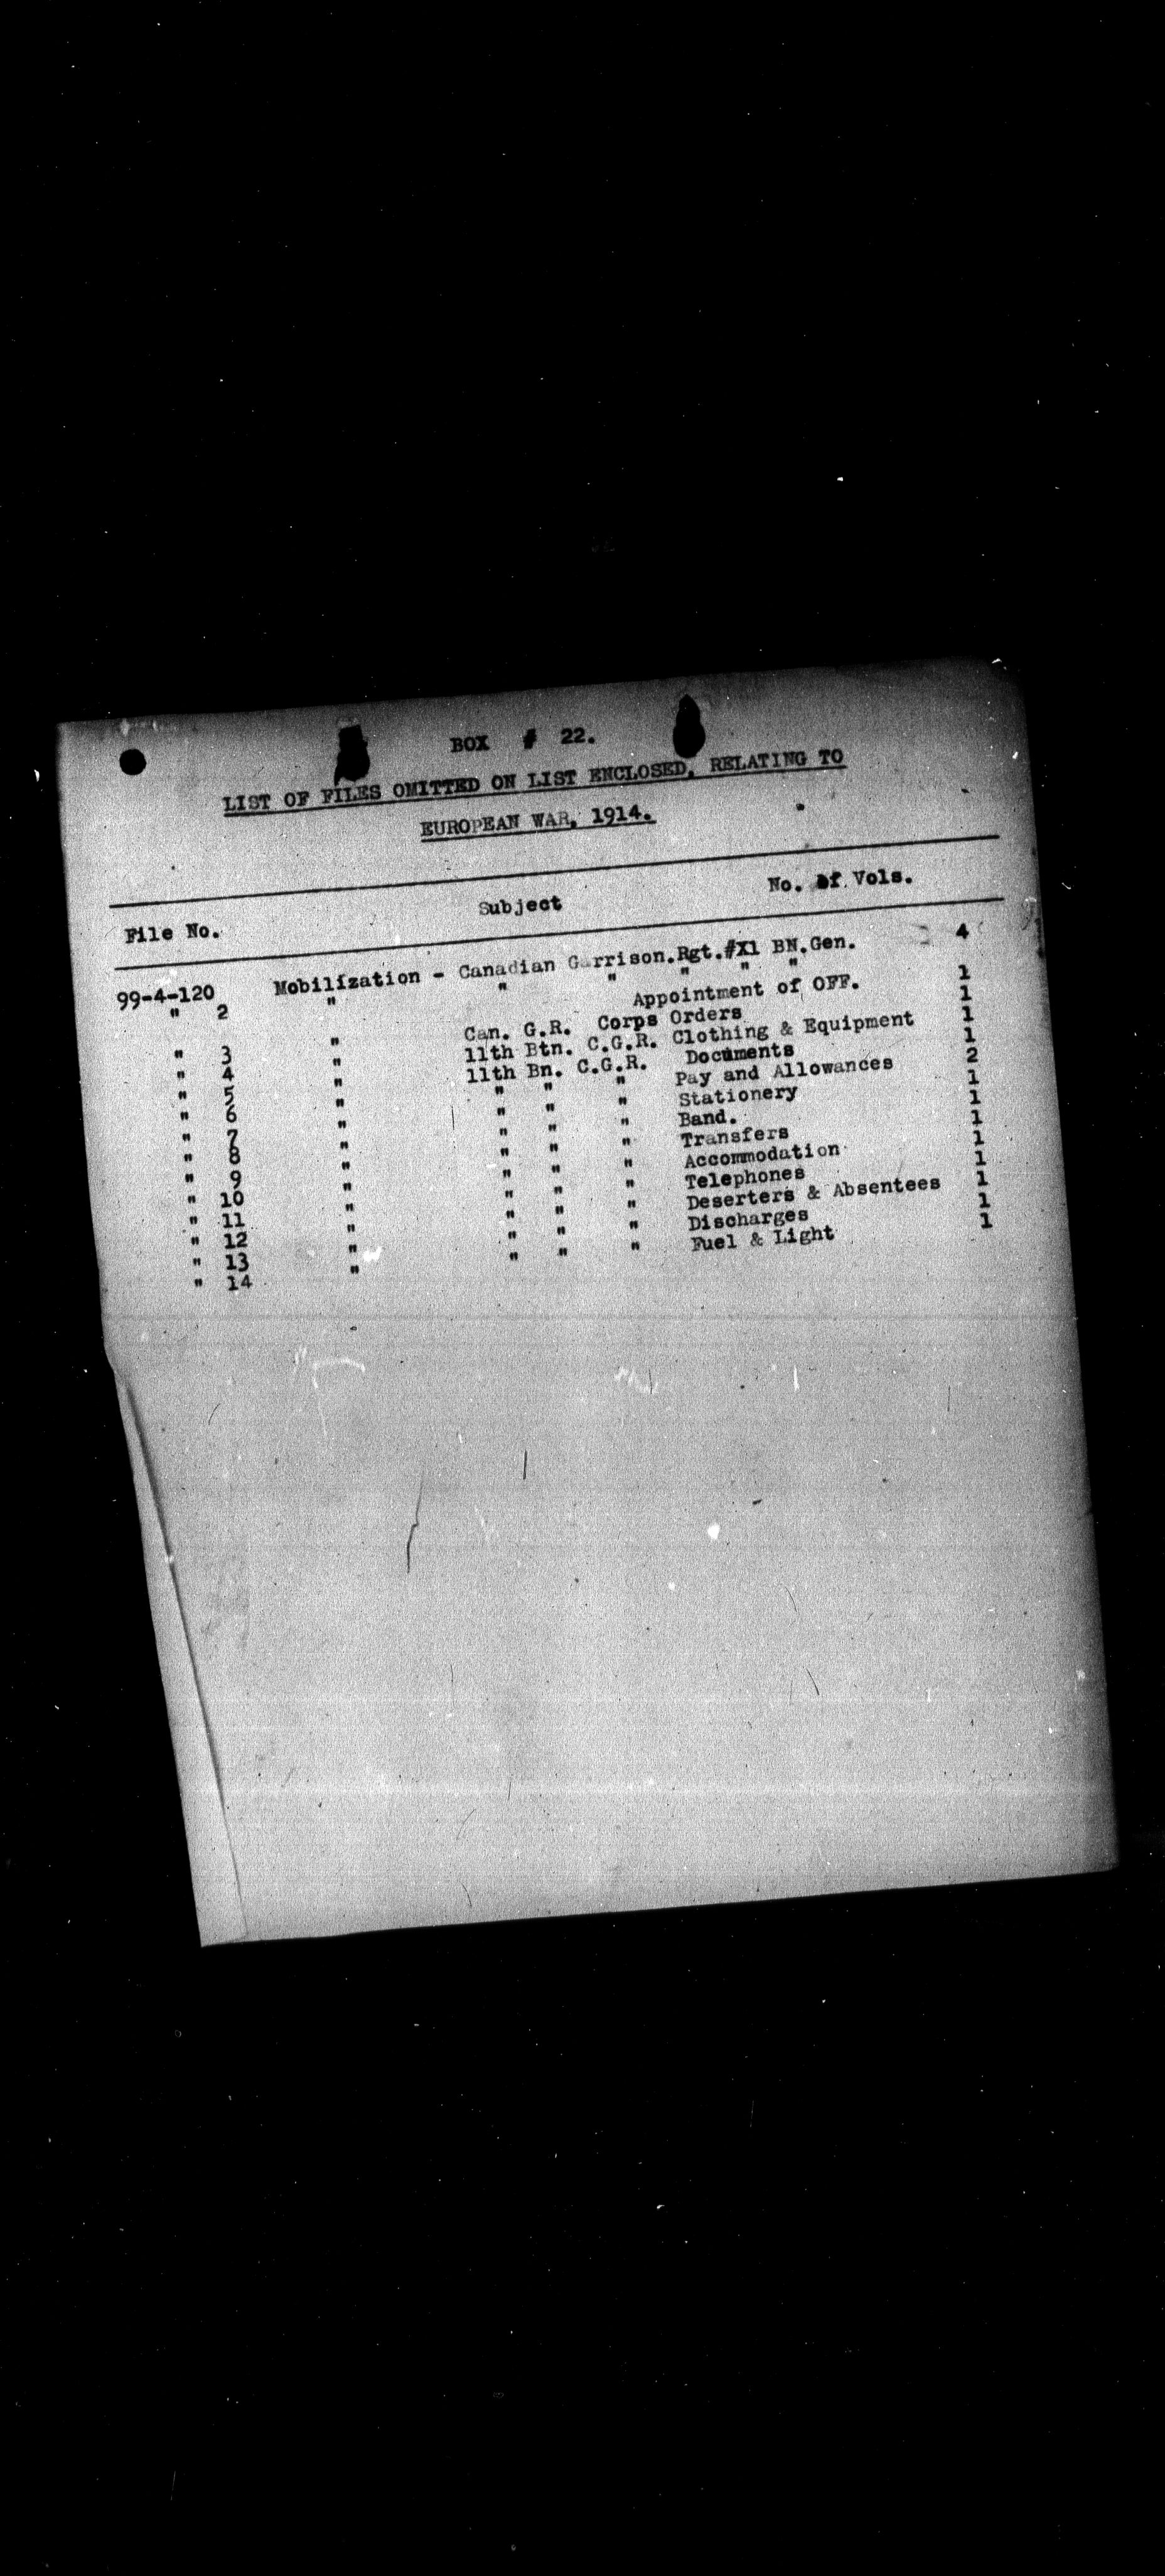 BOX # 22.
LIST OF FILES OMITTED ON LIST ENCLOSED, RELATING TO
EUROPEAN WAR, 1914.
File No. Subject No. of Vols.
99-4-120 Mobilization - Canadian Garrison.Rgt.#X1 BN.Gen. 4
" 2 " " " " " "
Appointment of OFF. 1
" 3 " Can. G.R. Corps Orders 1
" 4 " 11th Btn. C.G.R. Clothing & Equipment 1
" 5 " 11th Bn. C.G.R. Documents 1
" 6 " " " " Pay and Allowances 2
" 7 " " " " Stationery 1
" 8 " " " " Band. 1
" 9 " " " " Transfers 1
" 10 " " " " Accommodation 1
" 11 " " " " Telephones 1
" 12 " " " " Deserters & Absentees 1
" 13 " " " " Discharges 1
" 14 " " " " Fuel & Light 1